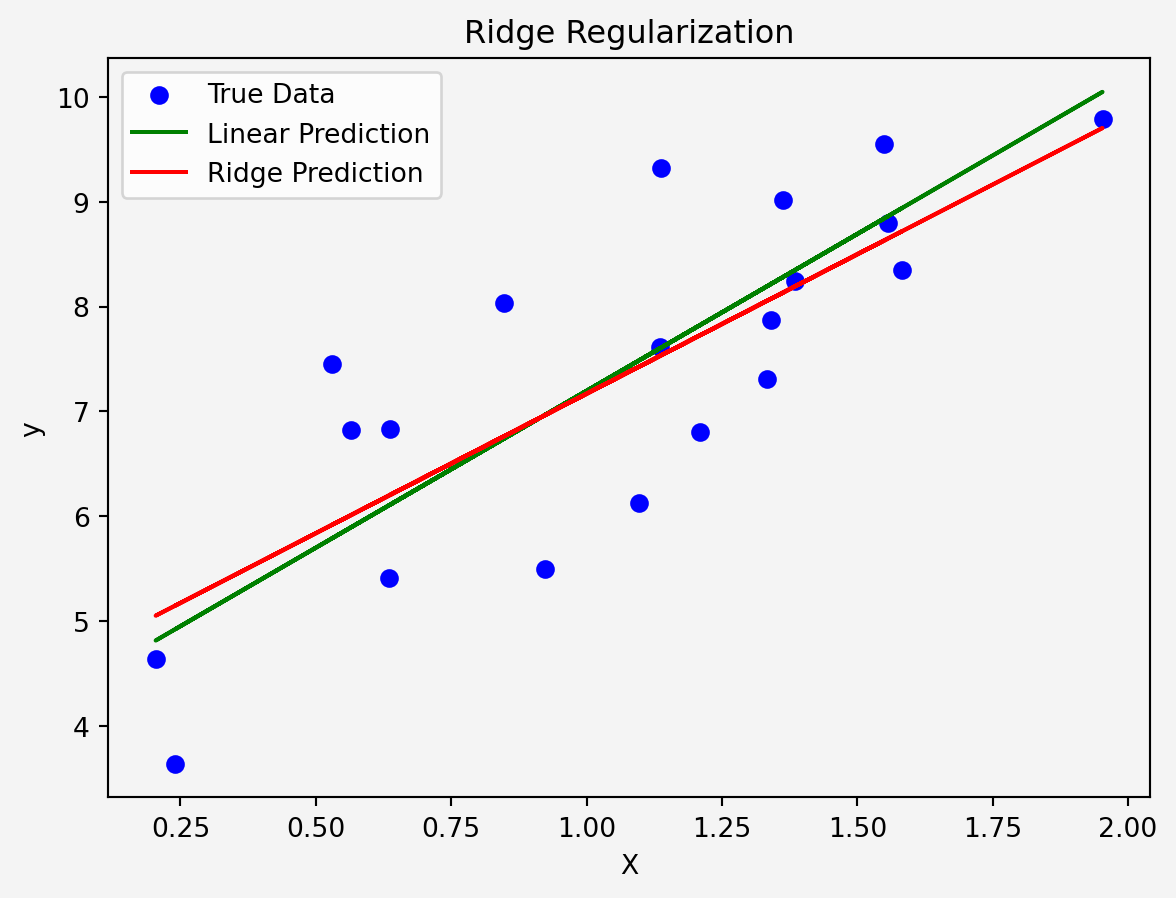 Ridge Regularization
True Data
Linear Prediction
Ridge Prediction
10
9
8
7
6
5
4
y
0.25 0.50 0.75 1.00 1.25 1.50 1.75 2.00
X